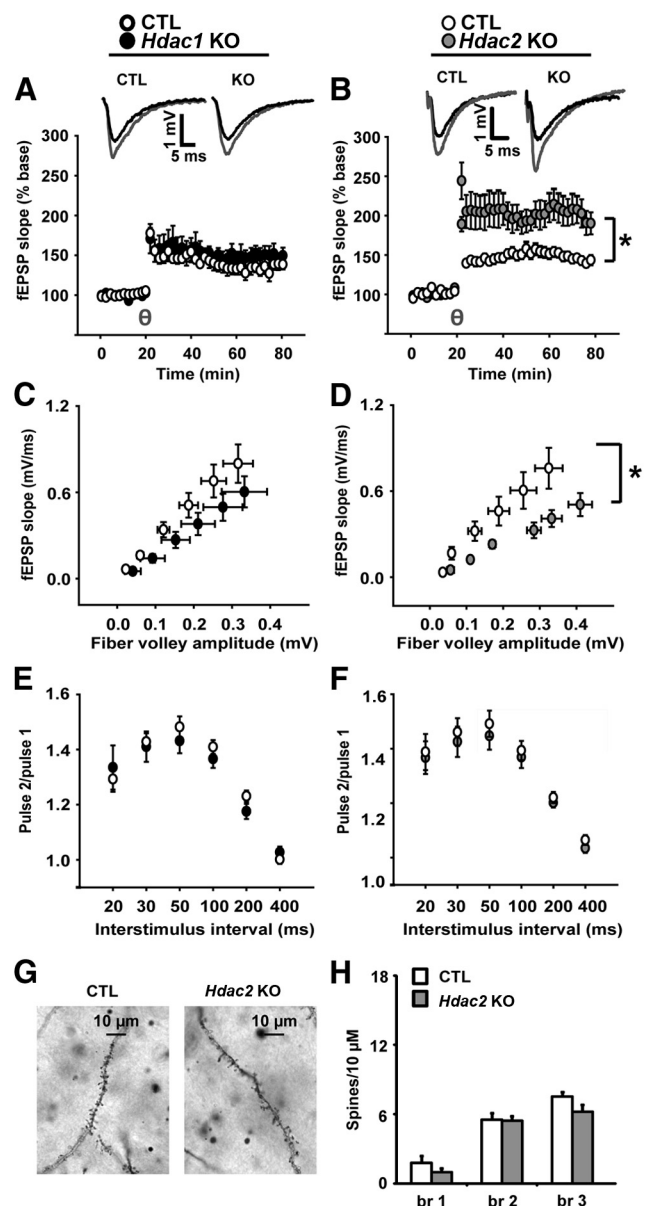 CTL
Hdac1 KO
CTL
Hdac2 KO
A
CTL
KO
1 mV
5 ms
fEPSP slope (% base)
300
250
200
150
100
θ
0
20
40
60
80
Time (min)
B
CTL
KO
1 mV
5 ms
fEPSP slope (% base)
300
250
200
150
100
*
θ
0
20
40
60
80
Time (min)
C
fEPSP slope (mV/ms)
1.2
0.6
0.0
0.0
0.1
0.2
0.3
0.4
Fiber volley amplitude (mV)
D
fEPSP slope (mV/ms)
1.2
0.6
0.0
*
0.0
0.1
0.2
0.3
0.4
Fiber volley amplitude (mV)
E
Pulse 2/pulse 1
1.6
1.4
1.2
1.0
20
30
50
100
200
400
Interstimulus interval (ms)
F
Pulse 2/pulse 1
1.6
1.4
1.2
1.0
20
30
50
100
200
400
Interstimulus interval (ms)
G
CTL
10 µm
Hdac2 KO
10 µm
H
CTL
Hdac2 KO
Spines/10 µM
18
12
6
0
br 1
br 2
br 3